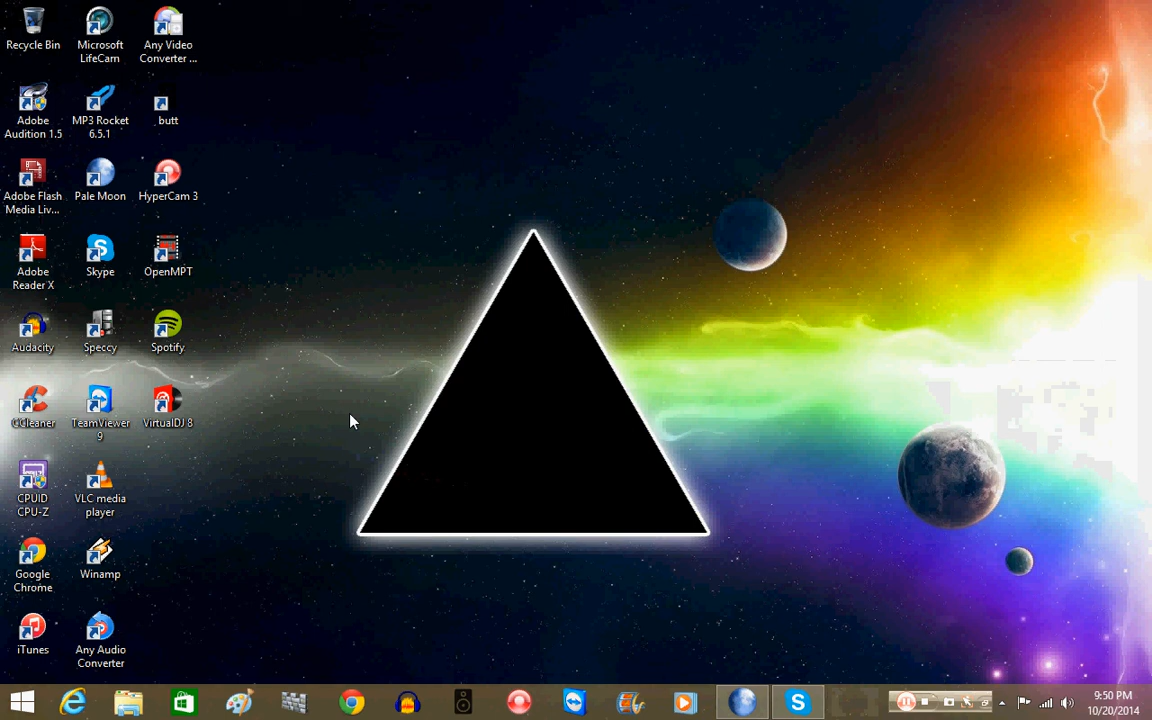 Recycle Bin
Microsoft
LifeCam
Any Video
Converter ...
Adobe
Audition 1.5
MP3 Rocket
6.5.1
butt
Adobe Flash
Media Liv...
Pale Moon
HyperCam 3
Adobe
Reader X
Skype
OpenMPT
Audacity
Speccy
Spotify
CCleaner
TeamViewer
9
VirtualDJ 8
CPUID
CPU-Z
VLC media
player
Google
Chrome
Winamp
iTunes
Any Audio
Converter
9:50 PM
10/20/2014